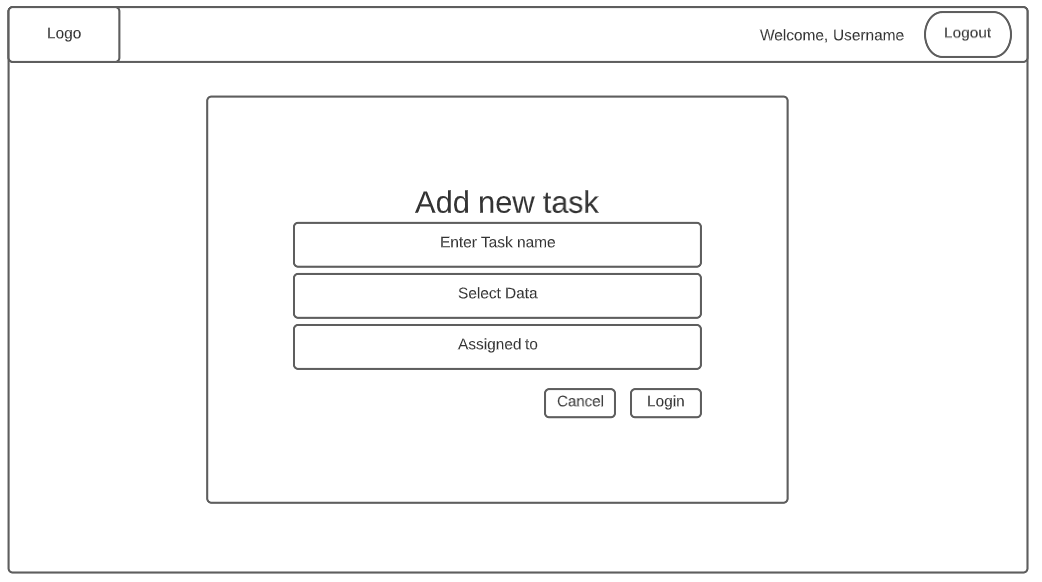 Logo
Welcome, Username
Logout
Add new task
Enter Task name
Select Data
Assigned to
Cancel
Login